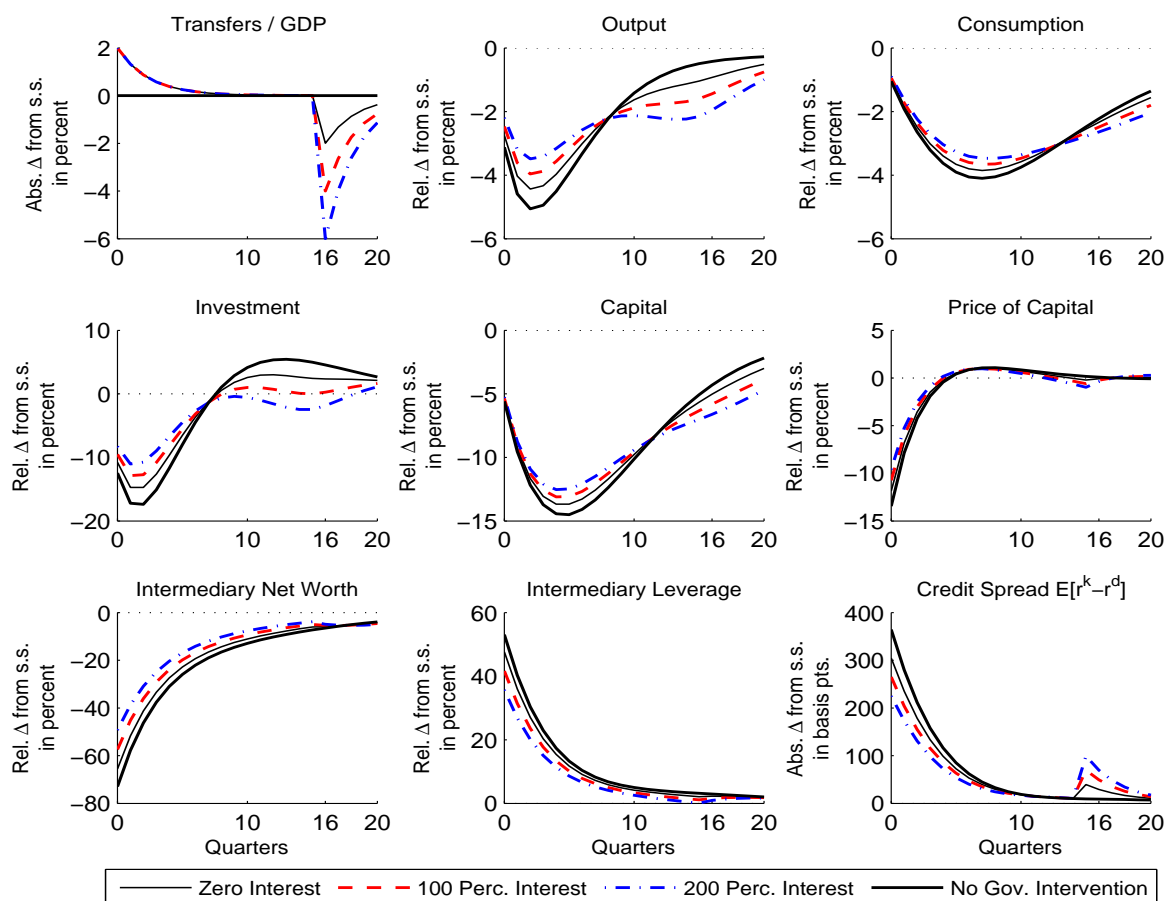 Transfers / GDP
Abs. Δ from s.s.
in percent
2
0
−2
−4
−6
0
10
16
20
Output
Rel. Δ from s.s.
in percent
0
−2
−4
−6
0
10
16
20
Consumption
Rel. Δ from s.s.
in percent
0
−2
−4
−6
0
10
16
20
Investment
Rel. Δ from s.s.
in percent
10
0
−10
−20
0
10
16
20
Capital
Rel. Δ from s.s.
in percent
0
−5
−10
−15
0
10
16
20
Price of Capital
Rel. Δ from s.s.
in percent
5
0
−5
−10
−15
0
10
16
20
Intermediary Net Worth
Rel. Δ from s.s.
in percent
0
−20
−40
−60
−80
0
10
16
20
Quarters
Intermediary Leverage
Rel. Δ from s.s.
in percent
60
40
20
0
0
10
16
20
Quarters
Credit Spread E[r^k−r^d]
Abs. Δ from s.s.
in basis pts.
400
300
200
100
0
0
10
16
20
Quarters
Zero Interest
100 Perc. Interest
200 Perc. Interest
No Gov. Intervention